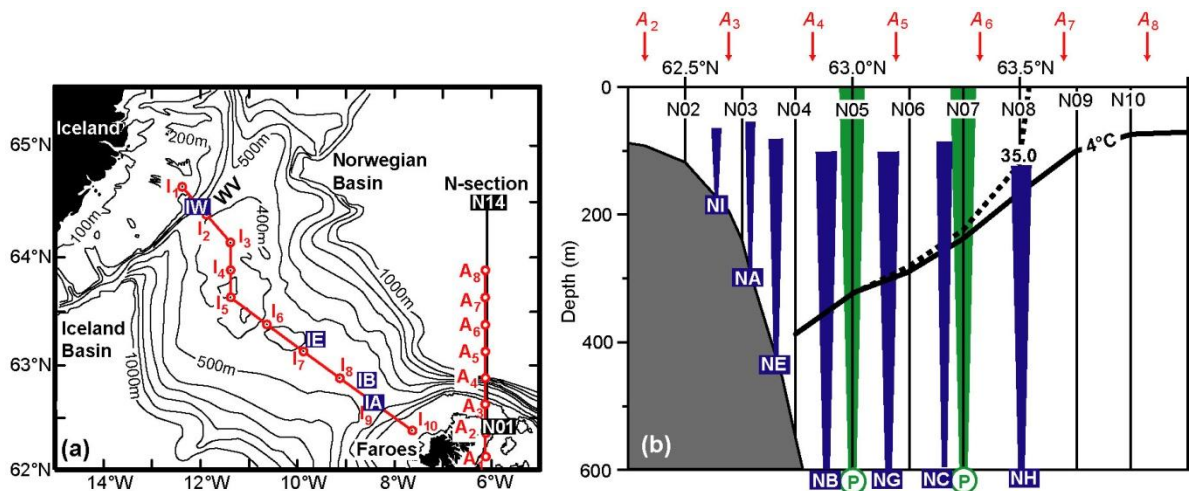 Iceland
200m
65°N
I1
500m
Norwegian
Basin
WV
N-section
IW
N14
100m
I2
400m
64°N
I3
I4
1000m
A8
I5
A7
Iceland
Basin
I6
A6
IE
63°N
I7
A5
500m
I8
IB
A4
1000m
IA
A3
I9
N01
A2
I10
(a)
Faroes
A
62°N
14°W
12°W
10°W
8°W
6°W
A2 A3 A4 A5 A6 A7 A8
62.5°N 63.0°N 63.5°N
0
N02 N03 N04 N05 N06 N07 N08 N09 N10
4°C
35.0
200
NI
NA
Depth (m)
400
NE
(b)
600
NB P NG NC P NH